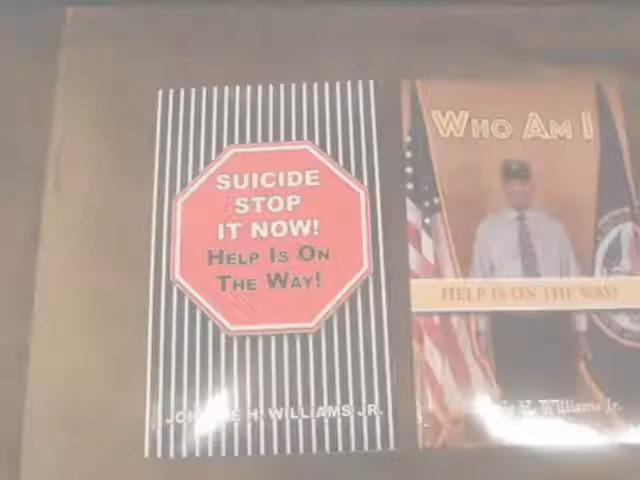 SUICIDE
STOP
IT NOW!
HELP IS ON
THE WAY!
H. WILLIAMS JR.
WHO AM I
HELP IS ON THE WAY
H. Williams Jr.